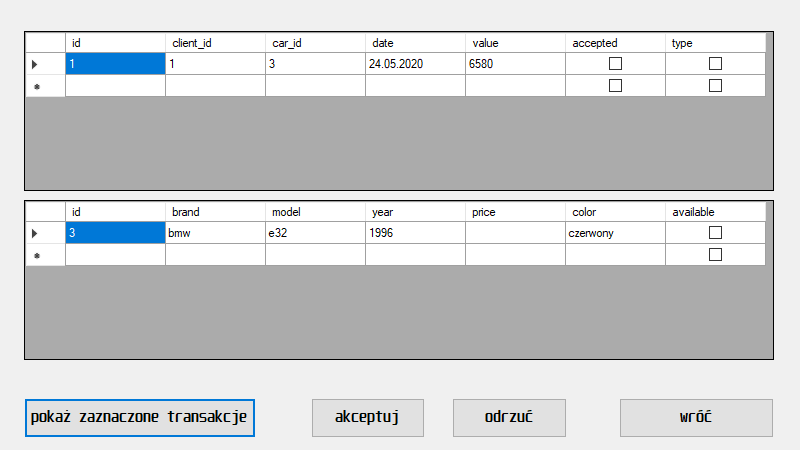 id client_id car_id date value accepted type
1 1 3 24.05.2020 6580
id brand model year price color available
3 bmw e32 1996 czerwony
pokaż zaznaczone transakcje akceptuj odrzuć wróć